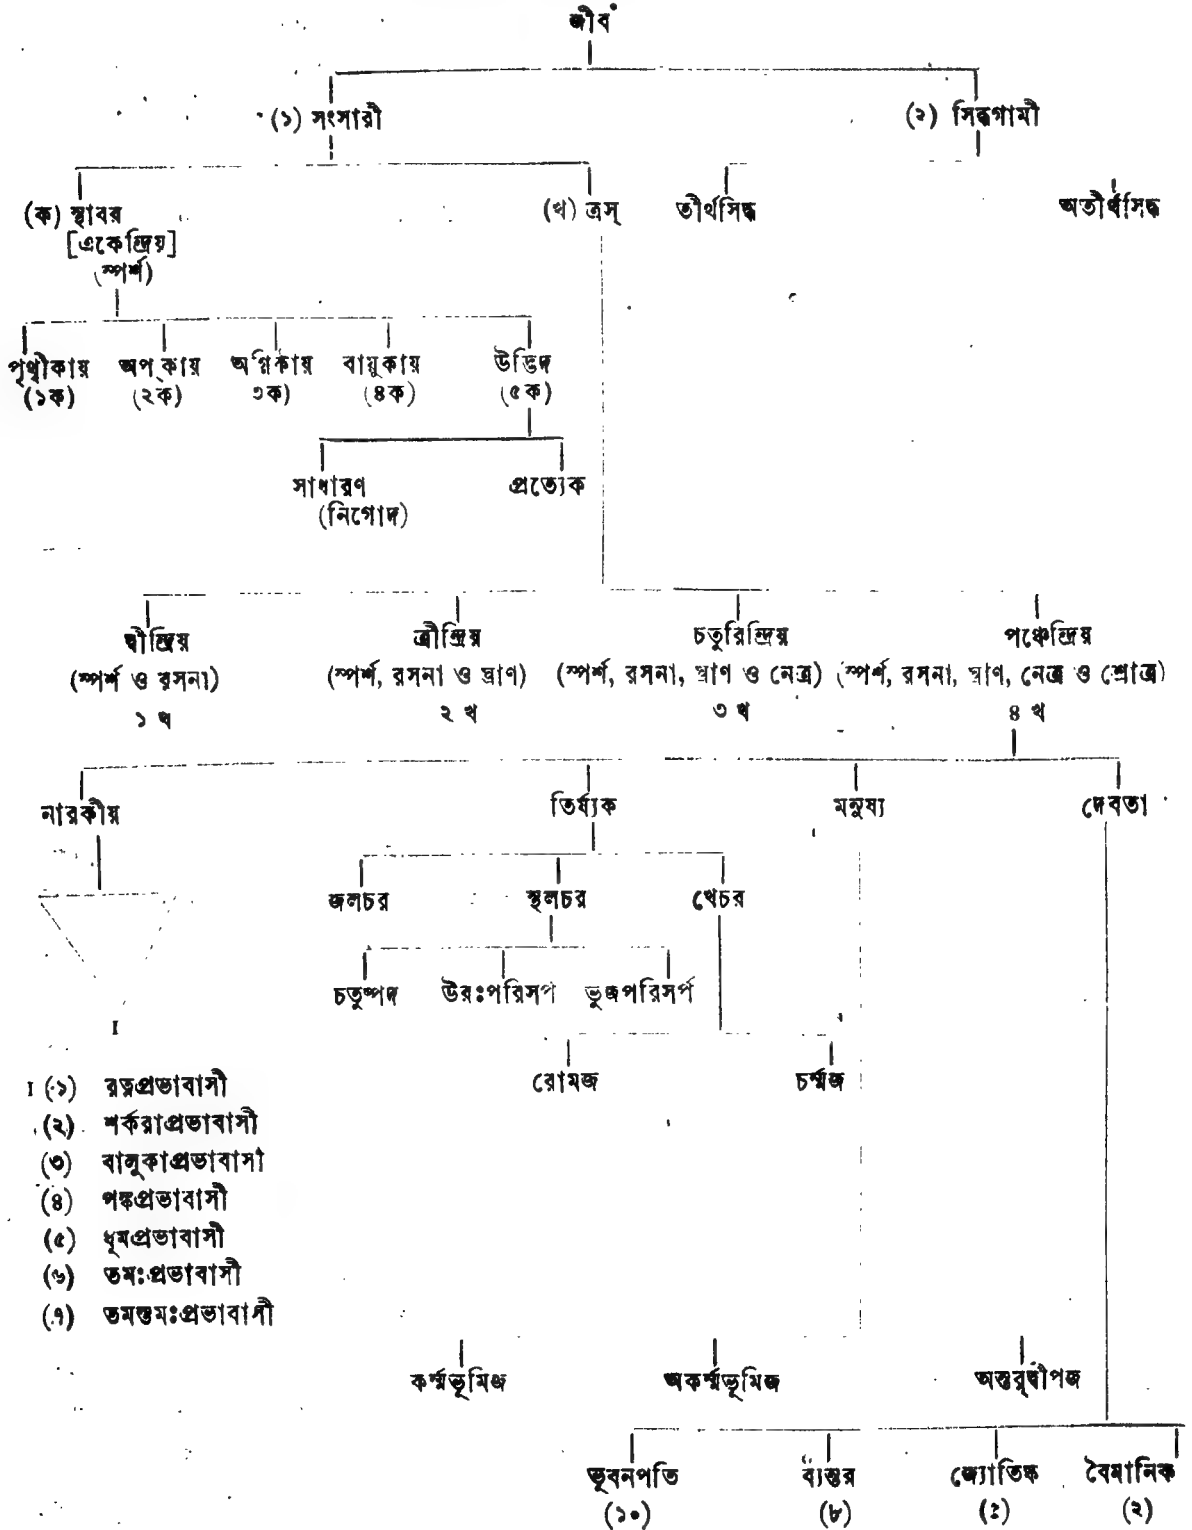 জীব
(১) সংসারী (২) সিদ্ধগামী
(ক) স্থাবর (খ) ত্রস্ তীর্থসিদ্ধ অতীর্থসিদ্ধ
[একেন্দ্রিয়]
(স্পর্শ)
পৃথ্বীকায় অপ্‌কায় অগ্নিকায় বায়ুকায় উদ্ভিদ
(১ক) (২ক) ৩ক) (৪ক) (৫ক)
সাধারণ প্রত্যেক
(নিগোদ)
দ্বীন্দ্রিয় ত্রীন্দ্রিয় চতুরিন্দ্রিয় পঞ্চেন্দ্রিয়
(স্পর্শ ও রসনা) (স্পর্শ, রসনা ও ঘ্রাণ) (স্পর্শ, রসনা, ঘ্রাণ ও নেত্র) (স্পর্শ, রসনা, ঘ্রাণ, নেত্র ও শ্রোত্র)
১ খ ২ খ ৩ খ ৪ খ
নারকীয় তির্য্যক মনুষ্য দেবতা
জলচর স্থলচর খেচর
চতুষ্পদ উরঃপরিসর্প ভুজপরিসর্প
I
রোমজ চর্ম্মজ
I (১) রত্নপ্রভাবাসী
(২) শর্করাপ্রভাবাসী
(৩) বালুকাপ্রভাবাসী
(৪) পঙ্কপ্রভাবাসী
(৫) ধূমপ্রভাবাসী
(৬) তমঃপ্রভাবাসী
(৭) তমস্তমঃপ্রভাবাসী
কর্ম্মভূমিজ অকর্ম্মভূমিজ অন্তর্দ্বীপজ
ভূবনপতি ব্যন্তর জ্যোতিষ্ক বৈমানিক
(১০) (৮) (২)